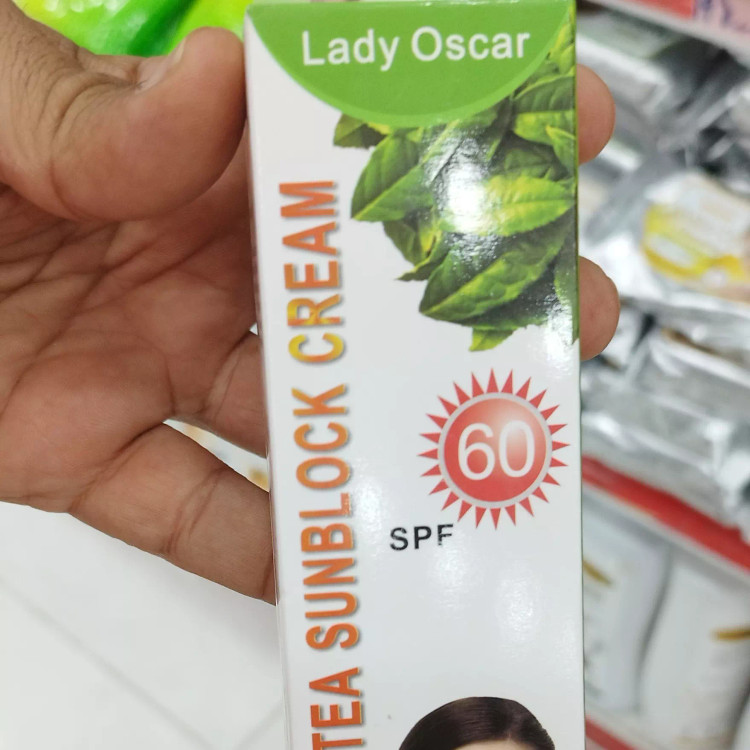 Lady Oscar
TEA SUNBLOCK CREAM
60
SPF